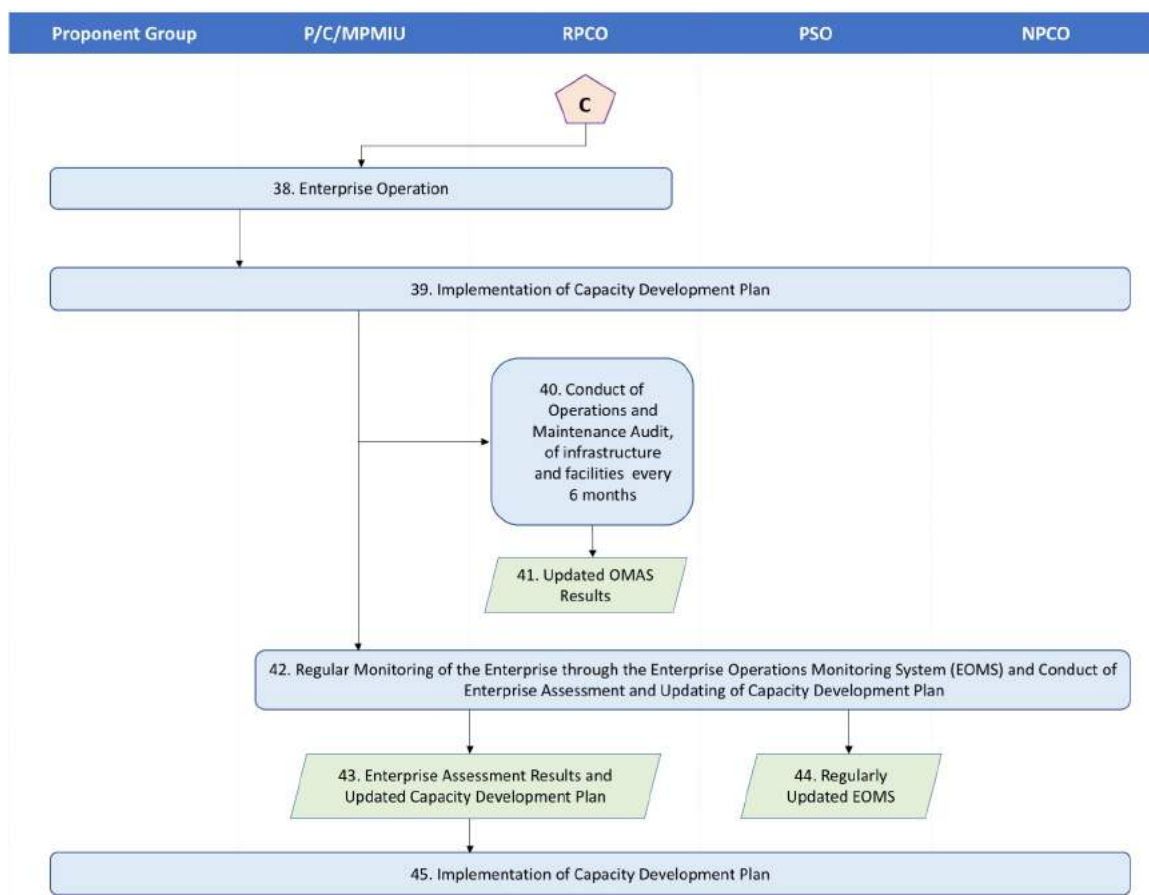 Proponent Group P/C/MPMIU RPCO PSO NPCO
C
38. Enterprise Operation
39. Implementation of Capacity Development Plan
40. Conduct of
Operations and
Maintenance Audit,
of infrastructure
and facilities every
6 months
41. Updated OMAS
Results
42. Regular Monitoring of the Enterprise through the Enterprise Operations Monitoring System (EOMS) and Conduct of
Enterprise Assessment and Updating of Capacity Development Plan
43. Enterprise Assessment Results and
Updated Capacity Development Plan
44. Regularly
Updated EOMS
45. Implementation of Capacity Development Plan